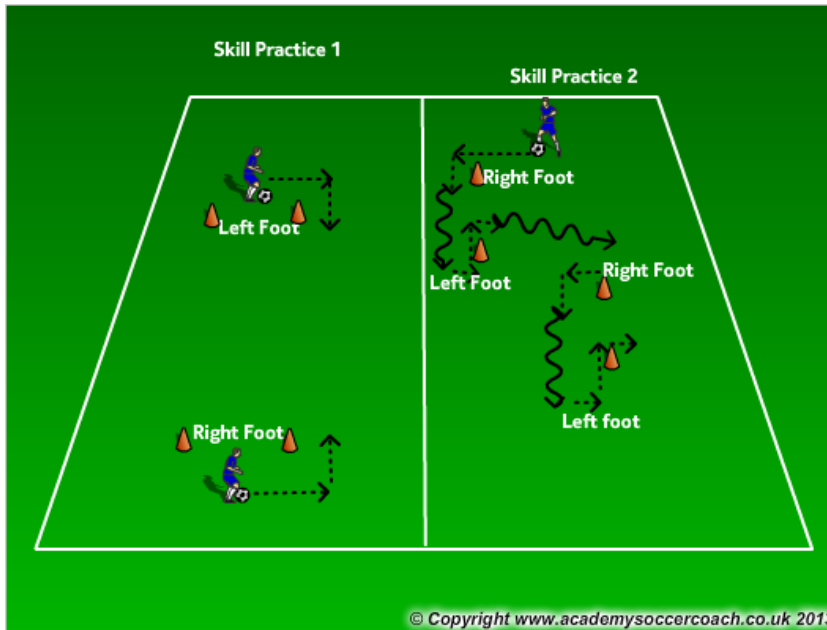 Skill Practice 1
Skill Practice 2
Right Foot
Left Foot
Left Foot
Right Foot
Left foot
Right Foot
© Copyright www.academysoccercoach.co.uk 201